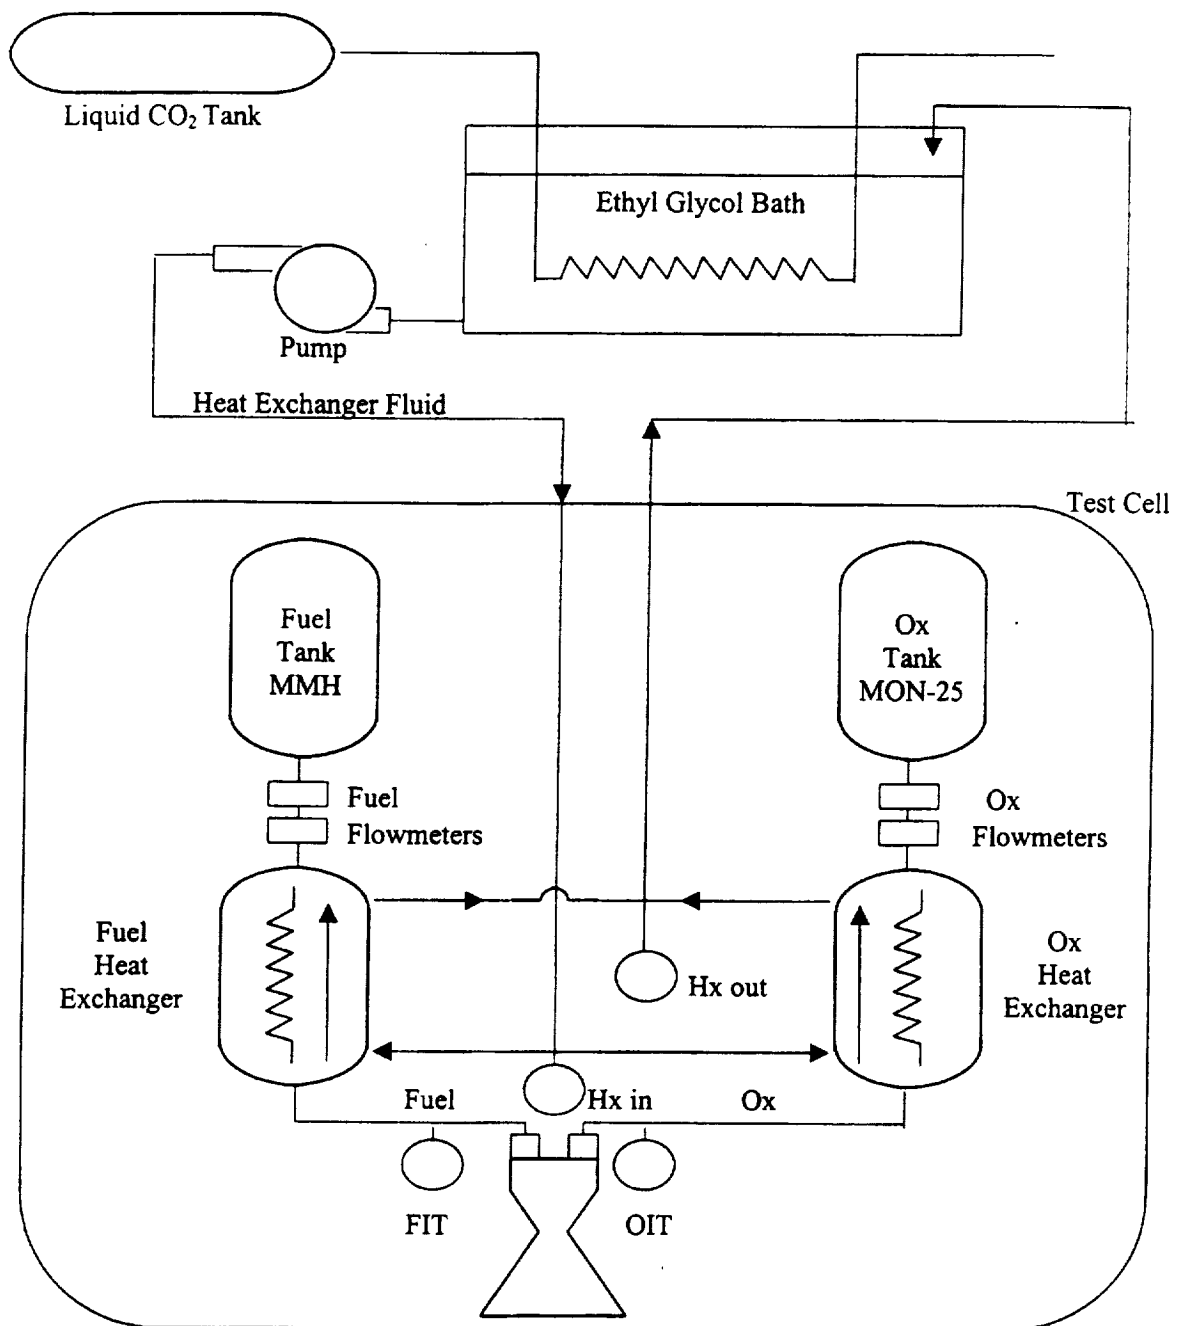 Liquid CO₂ Tank
Ethyl Glycol Bath
Pump
Heat Exchanger Fluid
Test Cell
Fuel
Tank
MMH
Ox
Tank
MON-25
Fuel
Flowmeters
Ox
Flowmeters
Fuel
Heat
Exchanger
Hx out
Ox
Heat
Exchanger
Fuel
Hx in
Ox
FIT
OIT